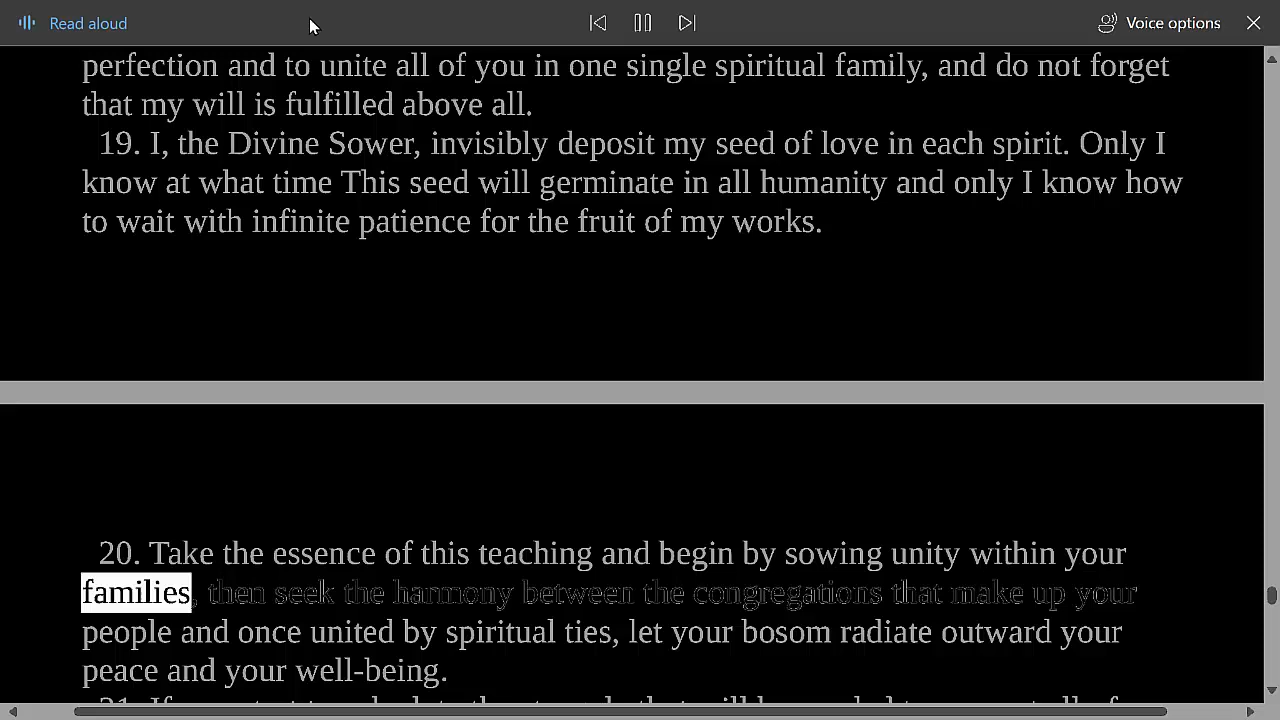 Read aloud
Voice options
perfection and to unite all of you in one single spiritual family, and do not forget
that my will is fulfilled above all.
19. I, the Divine Sower, invisibly deposit my seed of love in each spirit. Only I
know at what time This seed will germinate in all humanity and only I know how
to wait with infinite patience for the fruit of my works.
20. Take the essence of this teaching and begin by sowing unity within your
families, then seek the harmony between the congregations that make up your
people and once united by spiritual ties, let your bosom radiate outward your
peace and your well-being.